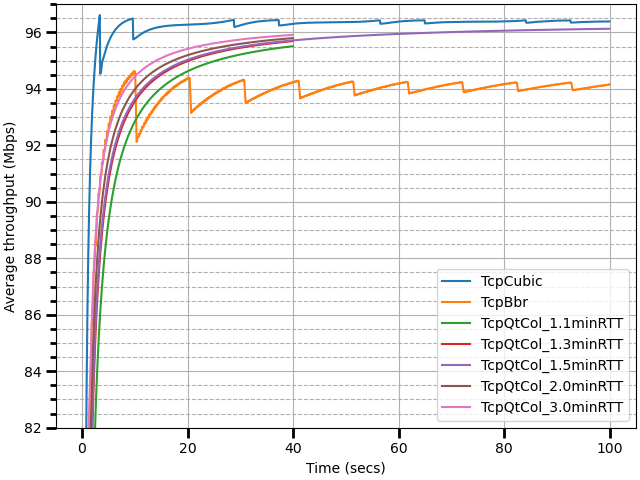 Average throughput (Mbps)
96
94
92
90
88
86
84
82
0 20 40 60 80 100
Time (secs)
TcpCubic
TcpBbr
TcpQtCol_1.1minRTT
TcpQtCol_1.3minRTT
TcpQtCol_1.5minRTT
TcpQtCol_2.0minRTT
TcpQtCol_3.0minRTT